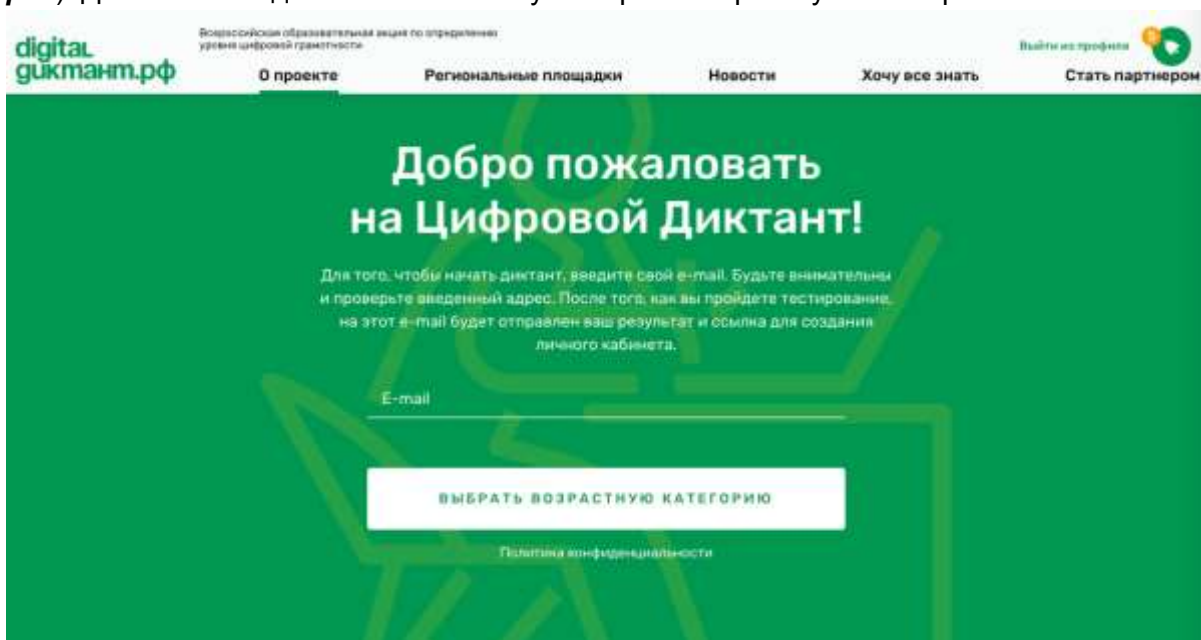 digital
диктант.рф
Всероссийская образовательная акция по определению
уровня цифровой грамотности
Выйти из профиля
О проекте
Региональные площадки
Новости
Хочу все знать
Стать партнером
Добро пожаловать
на Цифровой Диктант!
Для того, чтобы начать диктант, введите свой e-mail. Будьте внимательны
и проверьте введенный адрес. После того, как вы пройдете тестирование,
на этот e-mail будет отправлен ваш результат и ссылка для создания
личного кабинета.
E-mail
ВЫБРАТЬ ВОЗРАСТНУЮ КАТЕГОРИЮ
Политика конфиденциальности